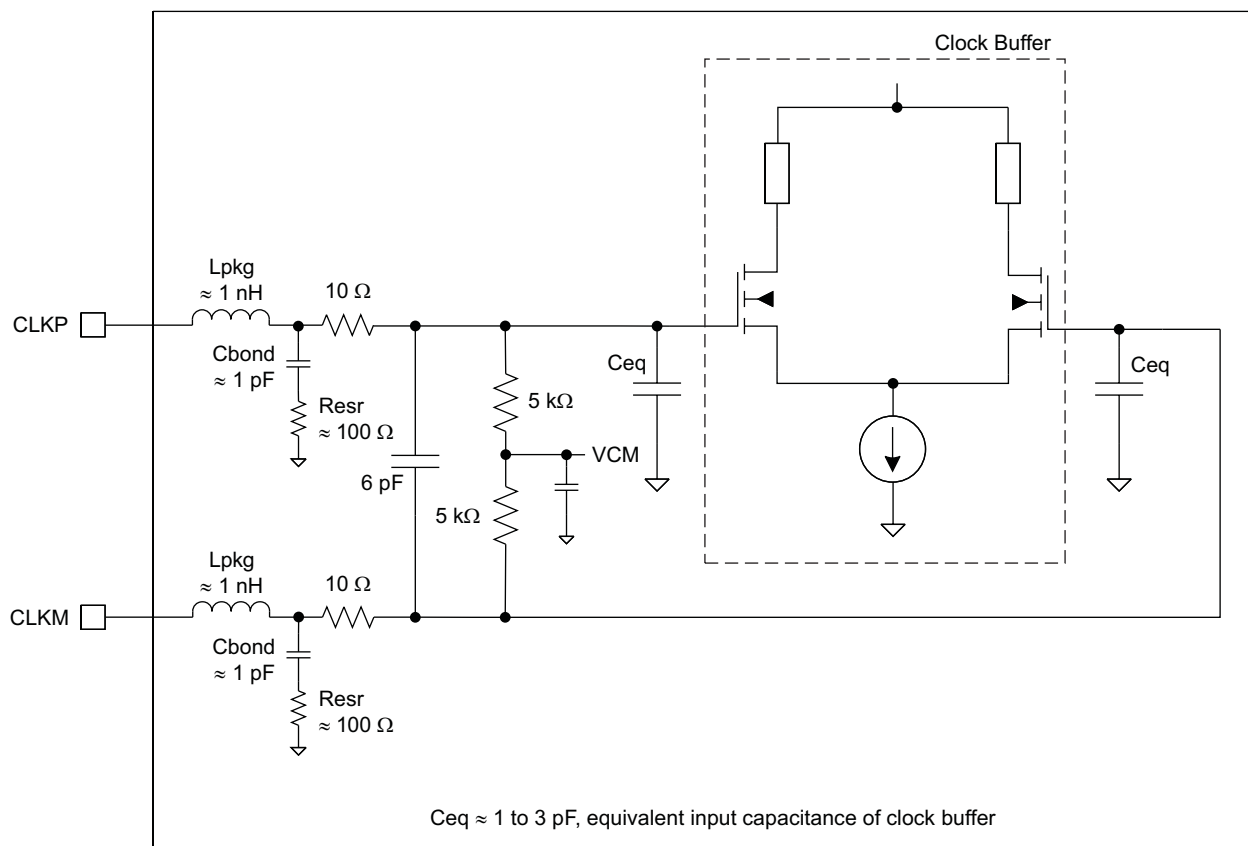 Clock Buffer
Lpkg
≈ 1 nH
10 Ω
CLKP
Cbond
≈ 1 pF
Resr
≈ 100 Ω
6 pF
5 kΩ
VCM
5 kΩ
Ceq
Ceq
Lpkg
≈ 1 nH
10 Ω
CLKM
Cbond
≈ 1 pF
Resr
≈ 100 Ω
Ceq ≈ 1 to 3 pF, equivalent input capacitance of clock buffer